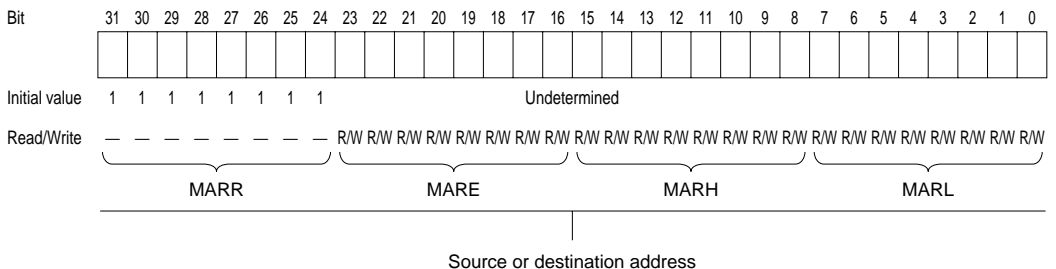 Bit 31 30 29 28 27 26 25 24 23 22 21 20 19 18 17 16 15 14 13 12 11 10 9 8 7 6 5 4 3 2 1 0
Initial value 1 1 1 1 1 1 1 1 Undetermined
Read/Write — — — — — — — — R/W R/W R/W R/W R/W R/W R/W R/W R/W R/W R/W R/W R/W R/W R/W R/W R/W R/W R/W R/W R/W R/W R/W R/W
MARR MARE MARH MARL
Source or destination address